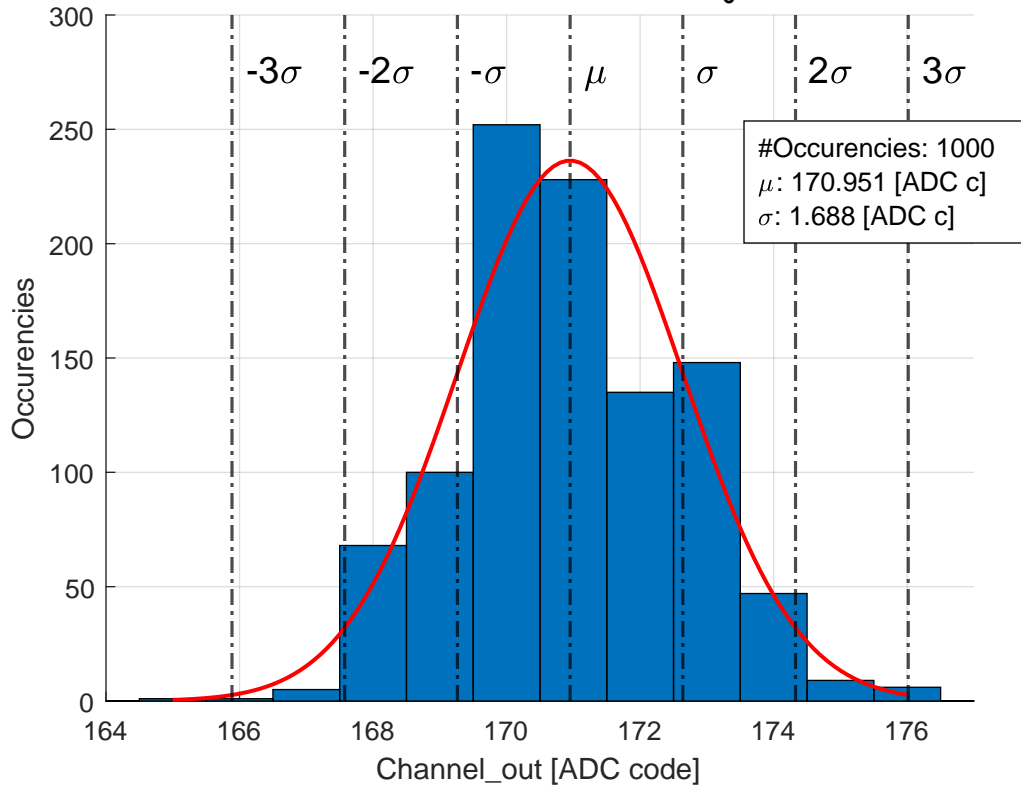 300
250
200
150
100
50
0
-3σ
-2σ
-σ
μ
σ
2σ
3σ
#Occurencies: 1000
μ: 170.951 [ADC c]
σ: 1.688 [ADC c]
Occurencies
164
166
168
170
172
174
176
Channel_out [ADC code]